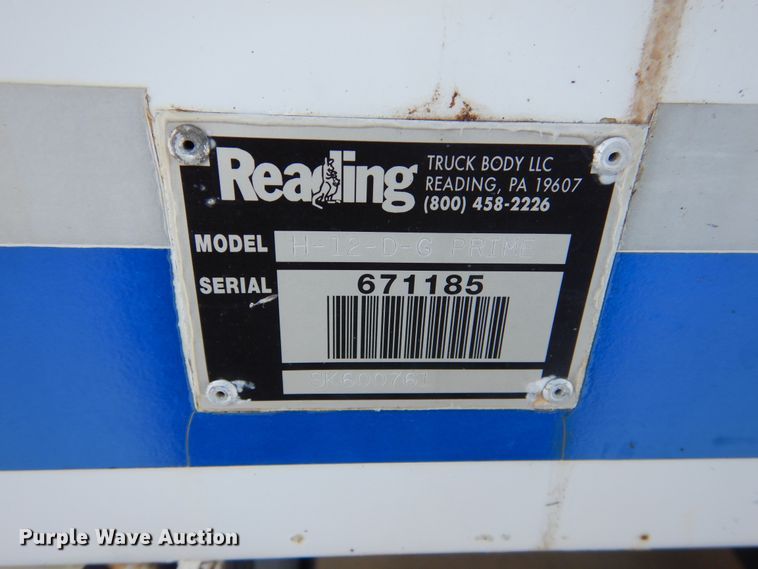 Reading
TRUCK BODY LLC
READING, PA 19607
(800) 458-2226
MODEL H-12-D-G PRIME
SERIAL 671185
SK600761
Purple Wave Auction